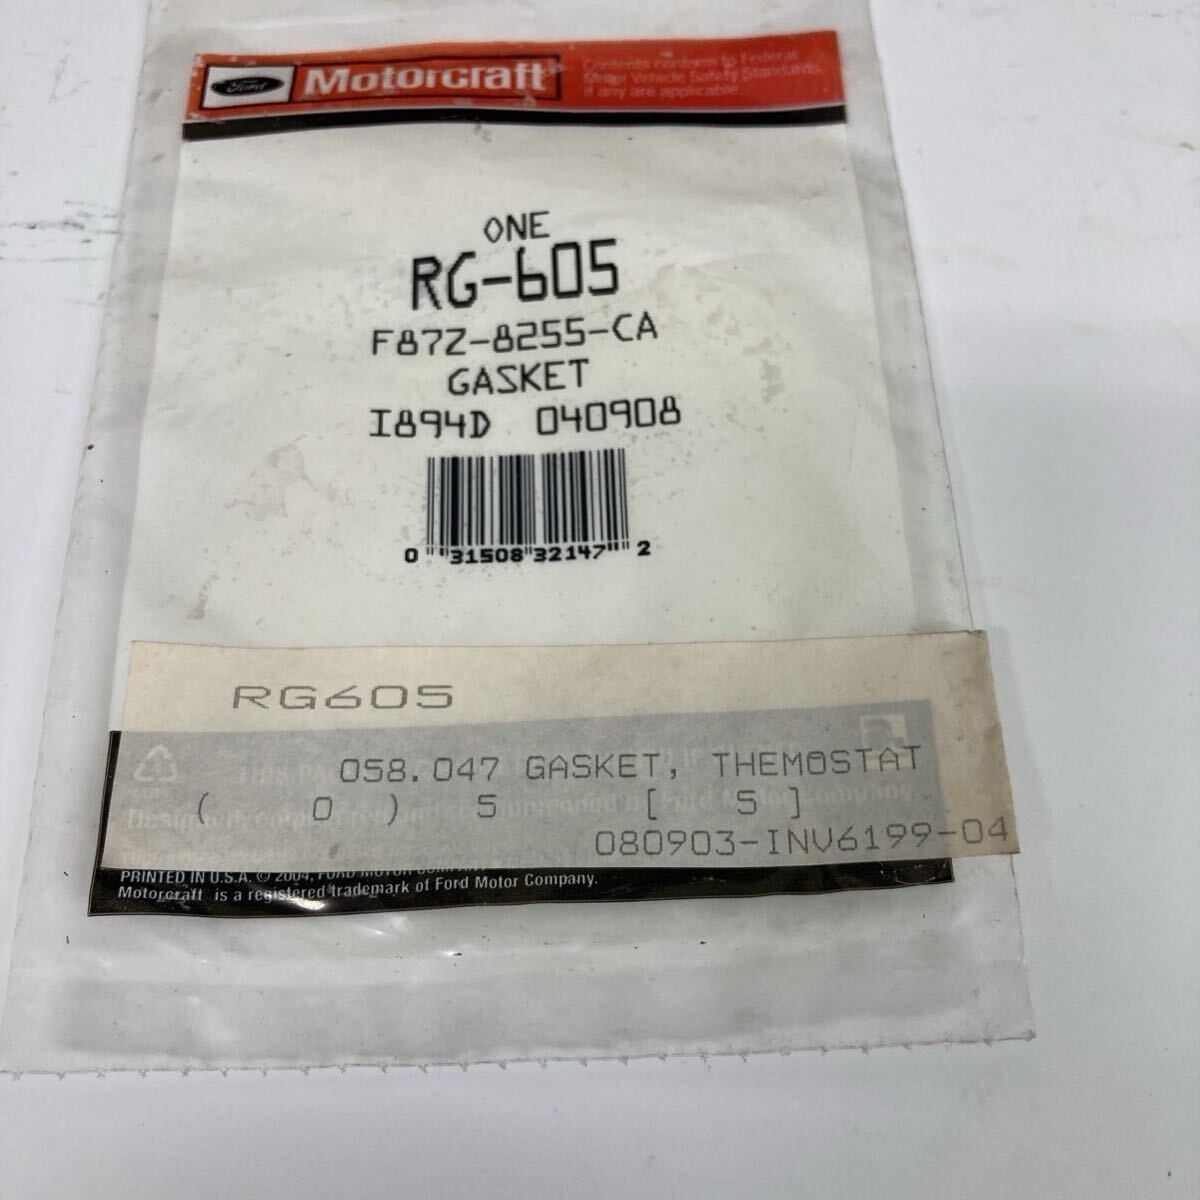 Ford
Motorcraft
Contents conform to Federal
Motor Vehicle Safety Standards,
if any are applicable.
ONE
RG-605
F87Z-8255-CA
GASKET
I894D 040908
0 31508 32147 2
RG605
058.047 GASKET, THEMOSTAT
( 0 ) 5 [ 5 ]
080903-INV6199-04
PRINTED IN U.S.A. © 2004, FORD MOTOR COMPANY
Motorcraft is a registered trademark of Ford Motor Company.